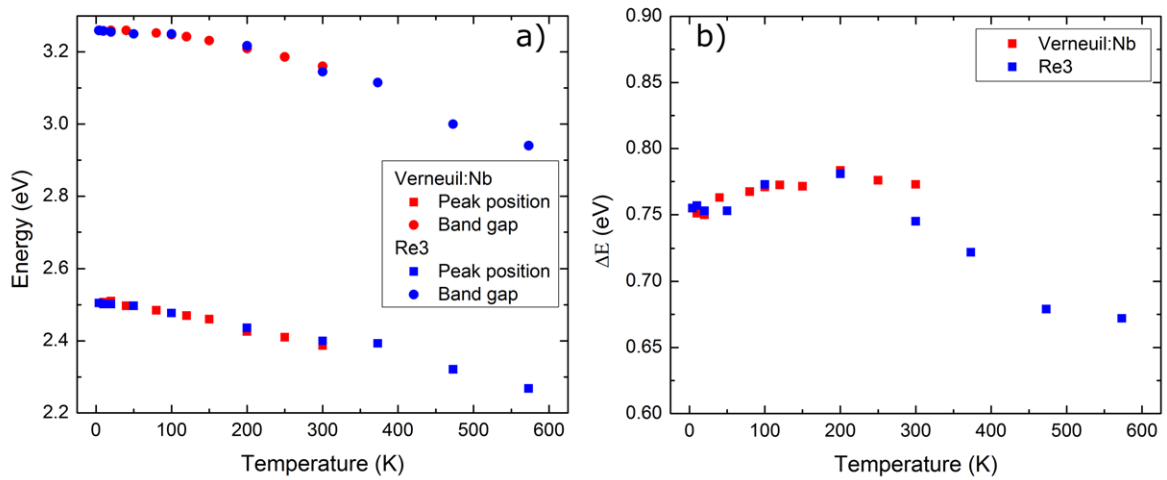 a)
3.2
3.0
2.8
2.6
2.4
2.2
Energy (eV)
Verneuil:Nb
Peak position
Band gap
Re3
Peak position
Band gap
0 100 200 300 400 500 600
Temperature (K)
b)
0.90
0.85
0.80
0.75
0.70
0.65
0.60
ΔE (eV)
Verneuil:Nb
Re3
0 100 200 300 400 500 600
Temperature (K)